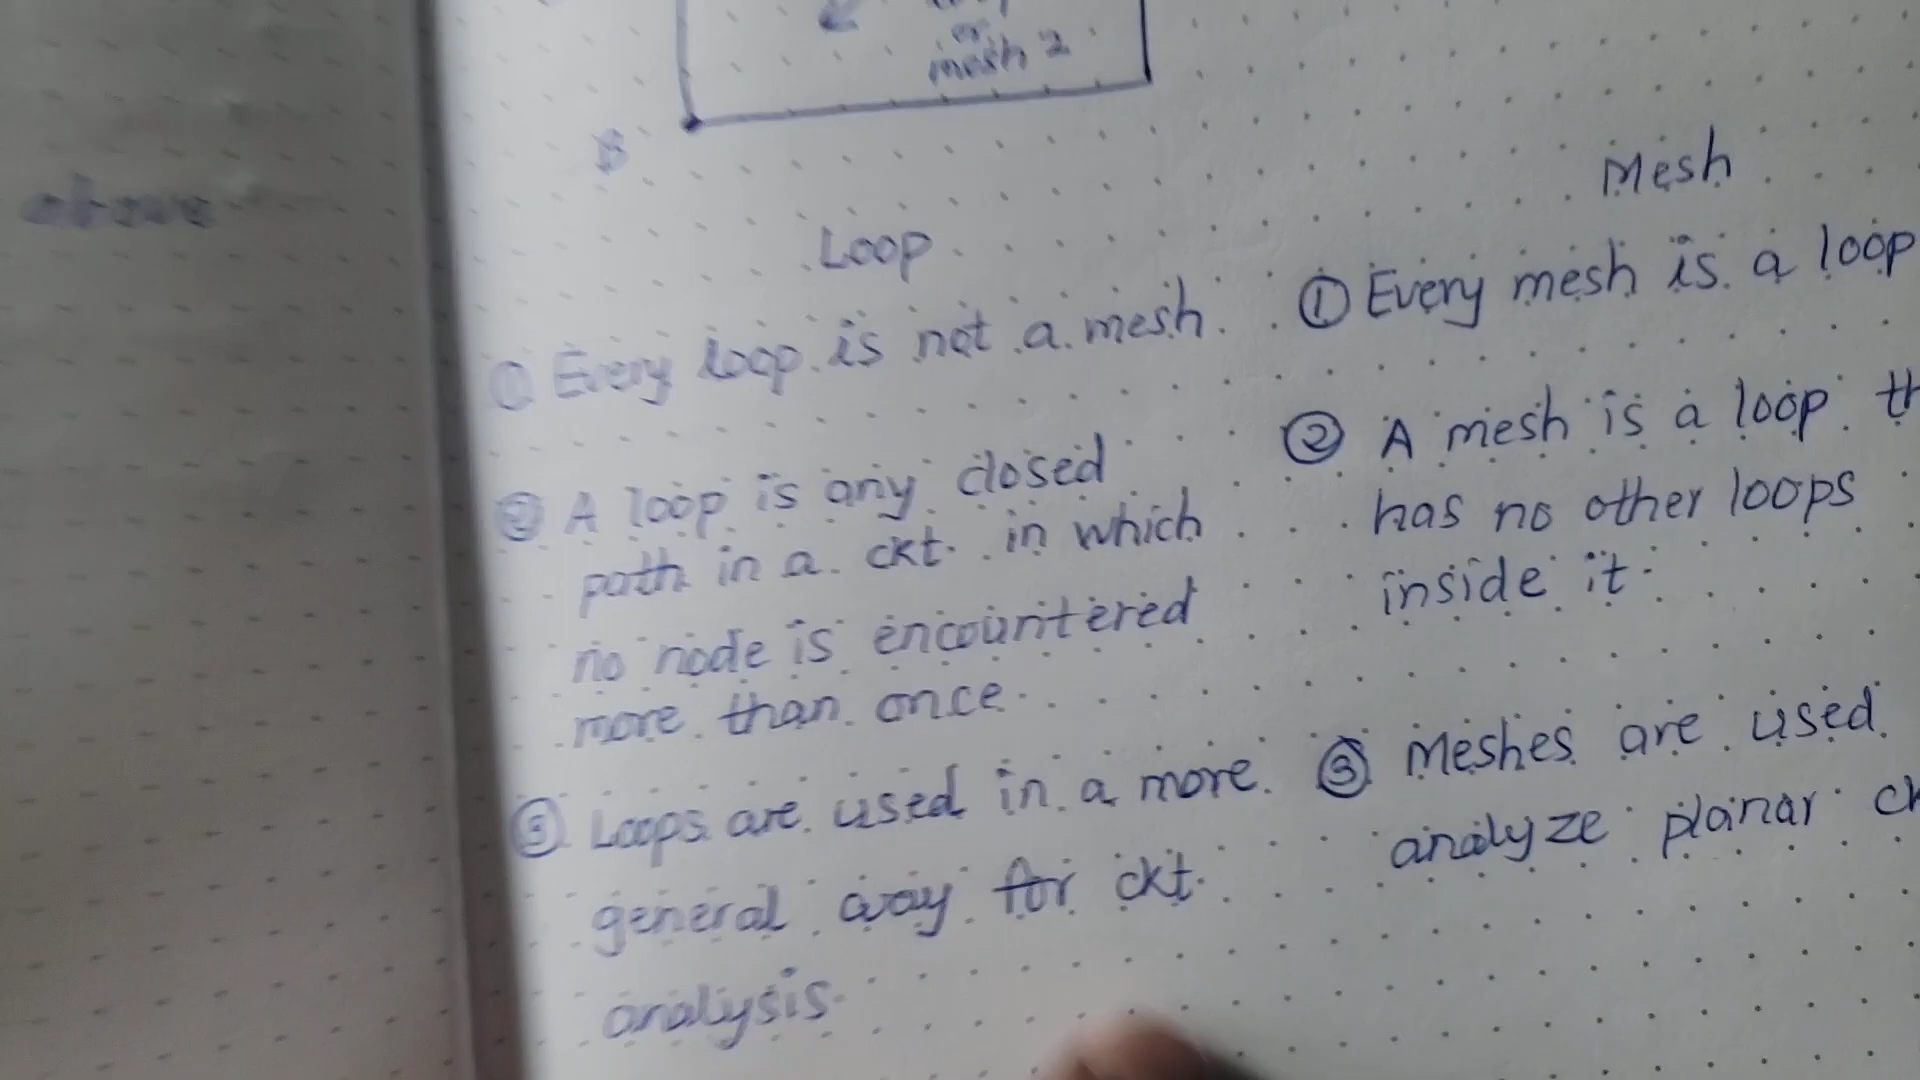 mesh 2
B
above
Loop
① Every loop is not a mesh.
② A loop is any closed
path in a ckt. in which
no node is encountered
more than once.
③ Loops are used in a more
general way for ckt.
analysis.
Mesh
① Every mesh is a loop
② A mesh is a loop
has no other loops
inside it.
③ Meshes are used
analyze planar